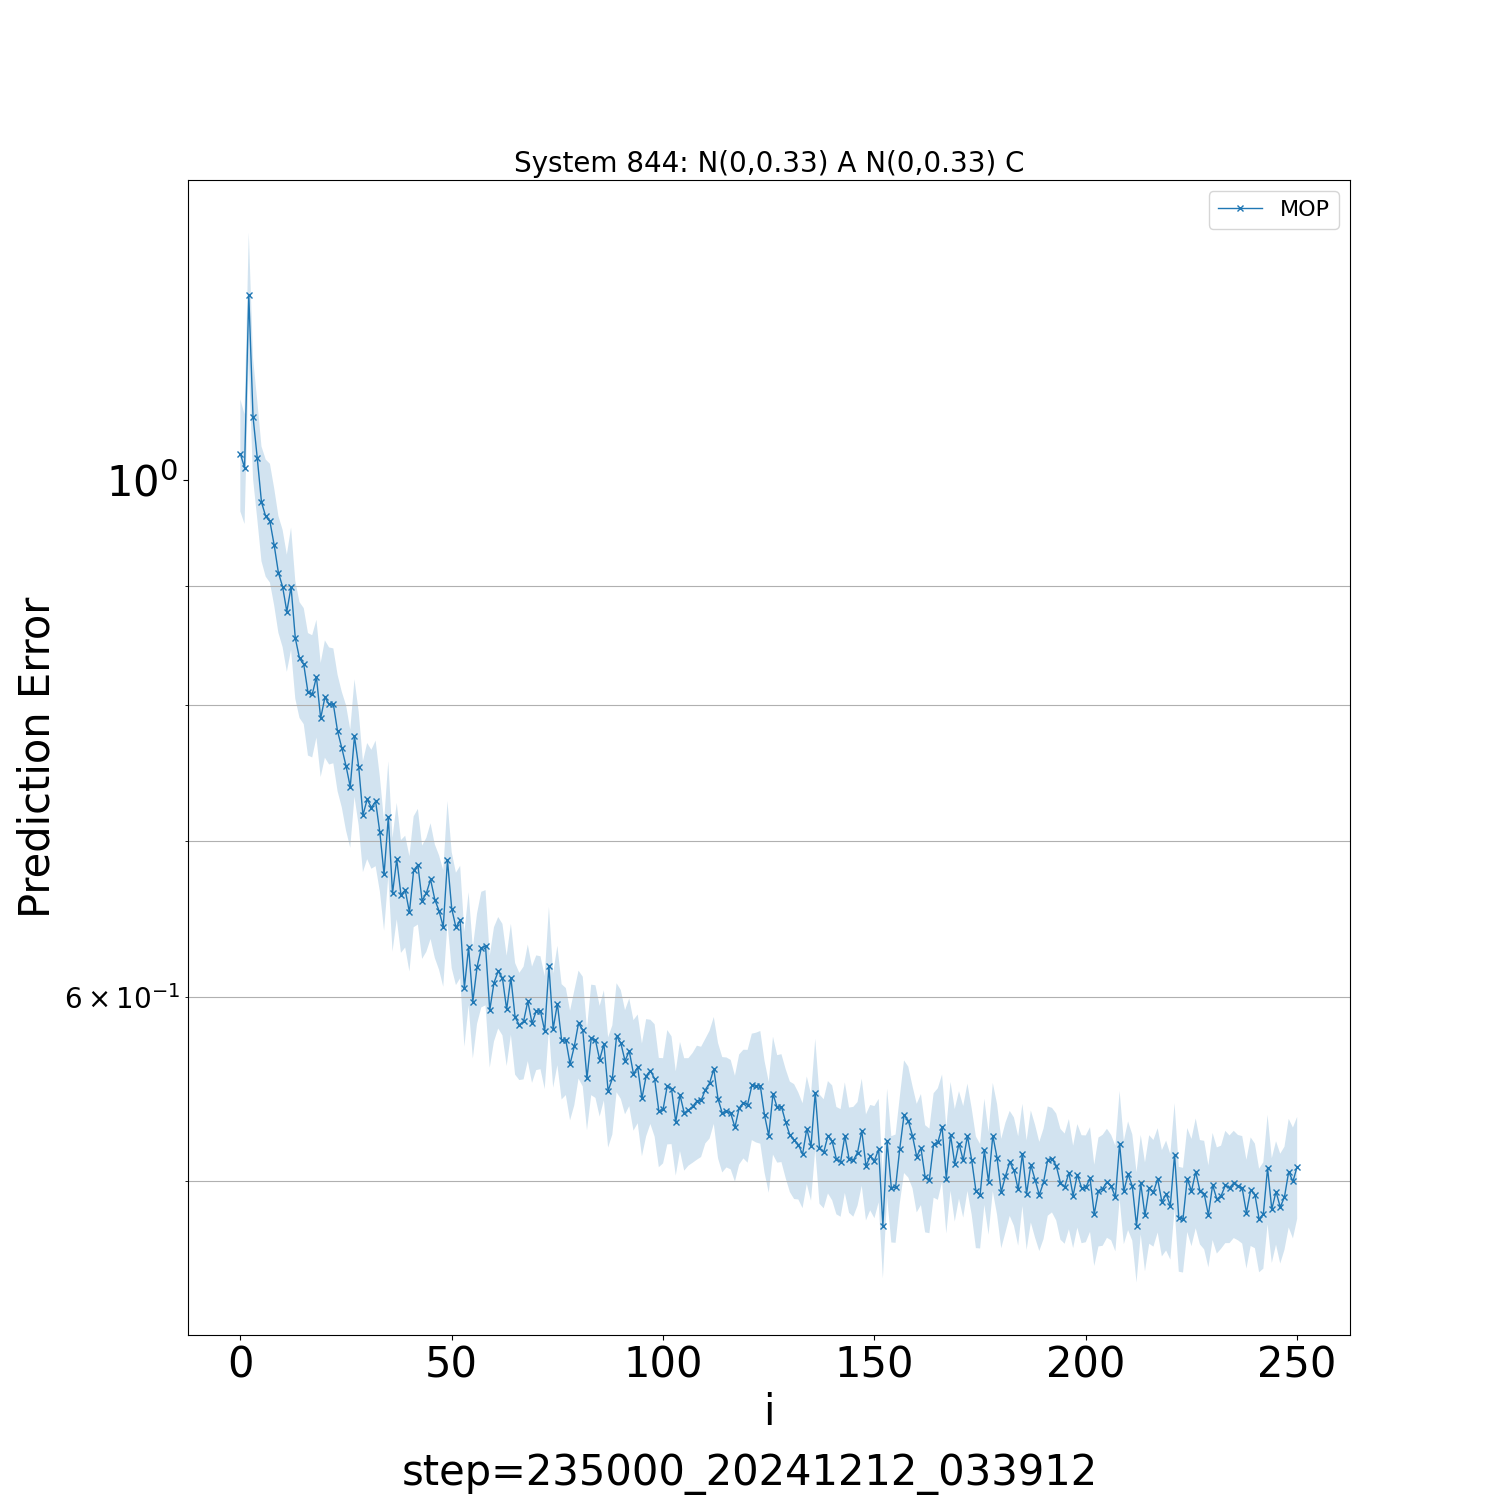 System 844: N(0,0.33) A N(0,0.33) C
MOP
10⁰
6 × 10⁻¹
Prediction Error
0 50 100 150 200 250
i
step=235000_20241212_033912